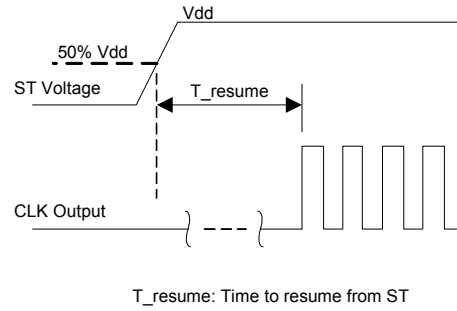 Vdd
50% Vdd
ST Voltage
T_resume
CLK Output
T_resume: Time to resume from ST